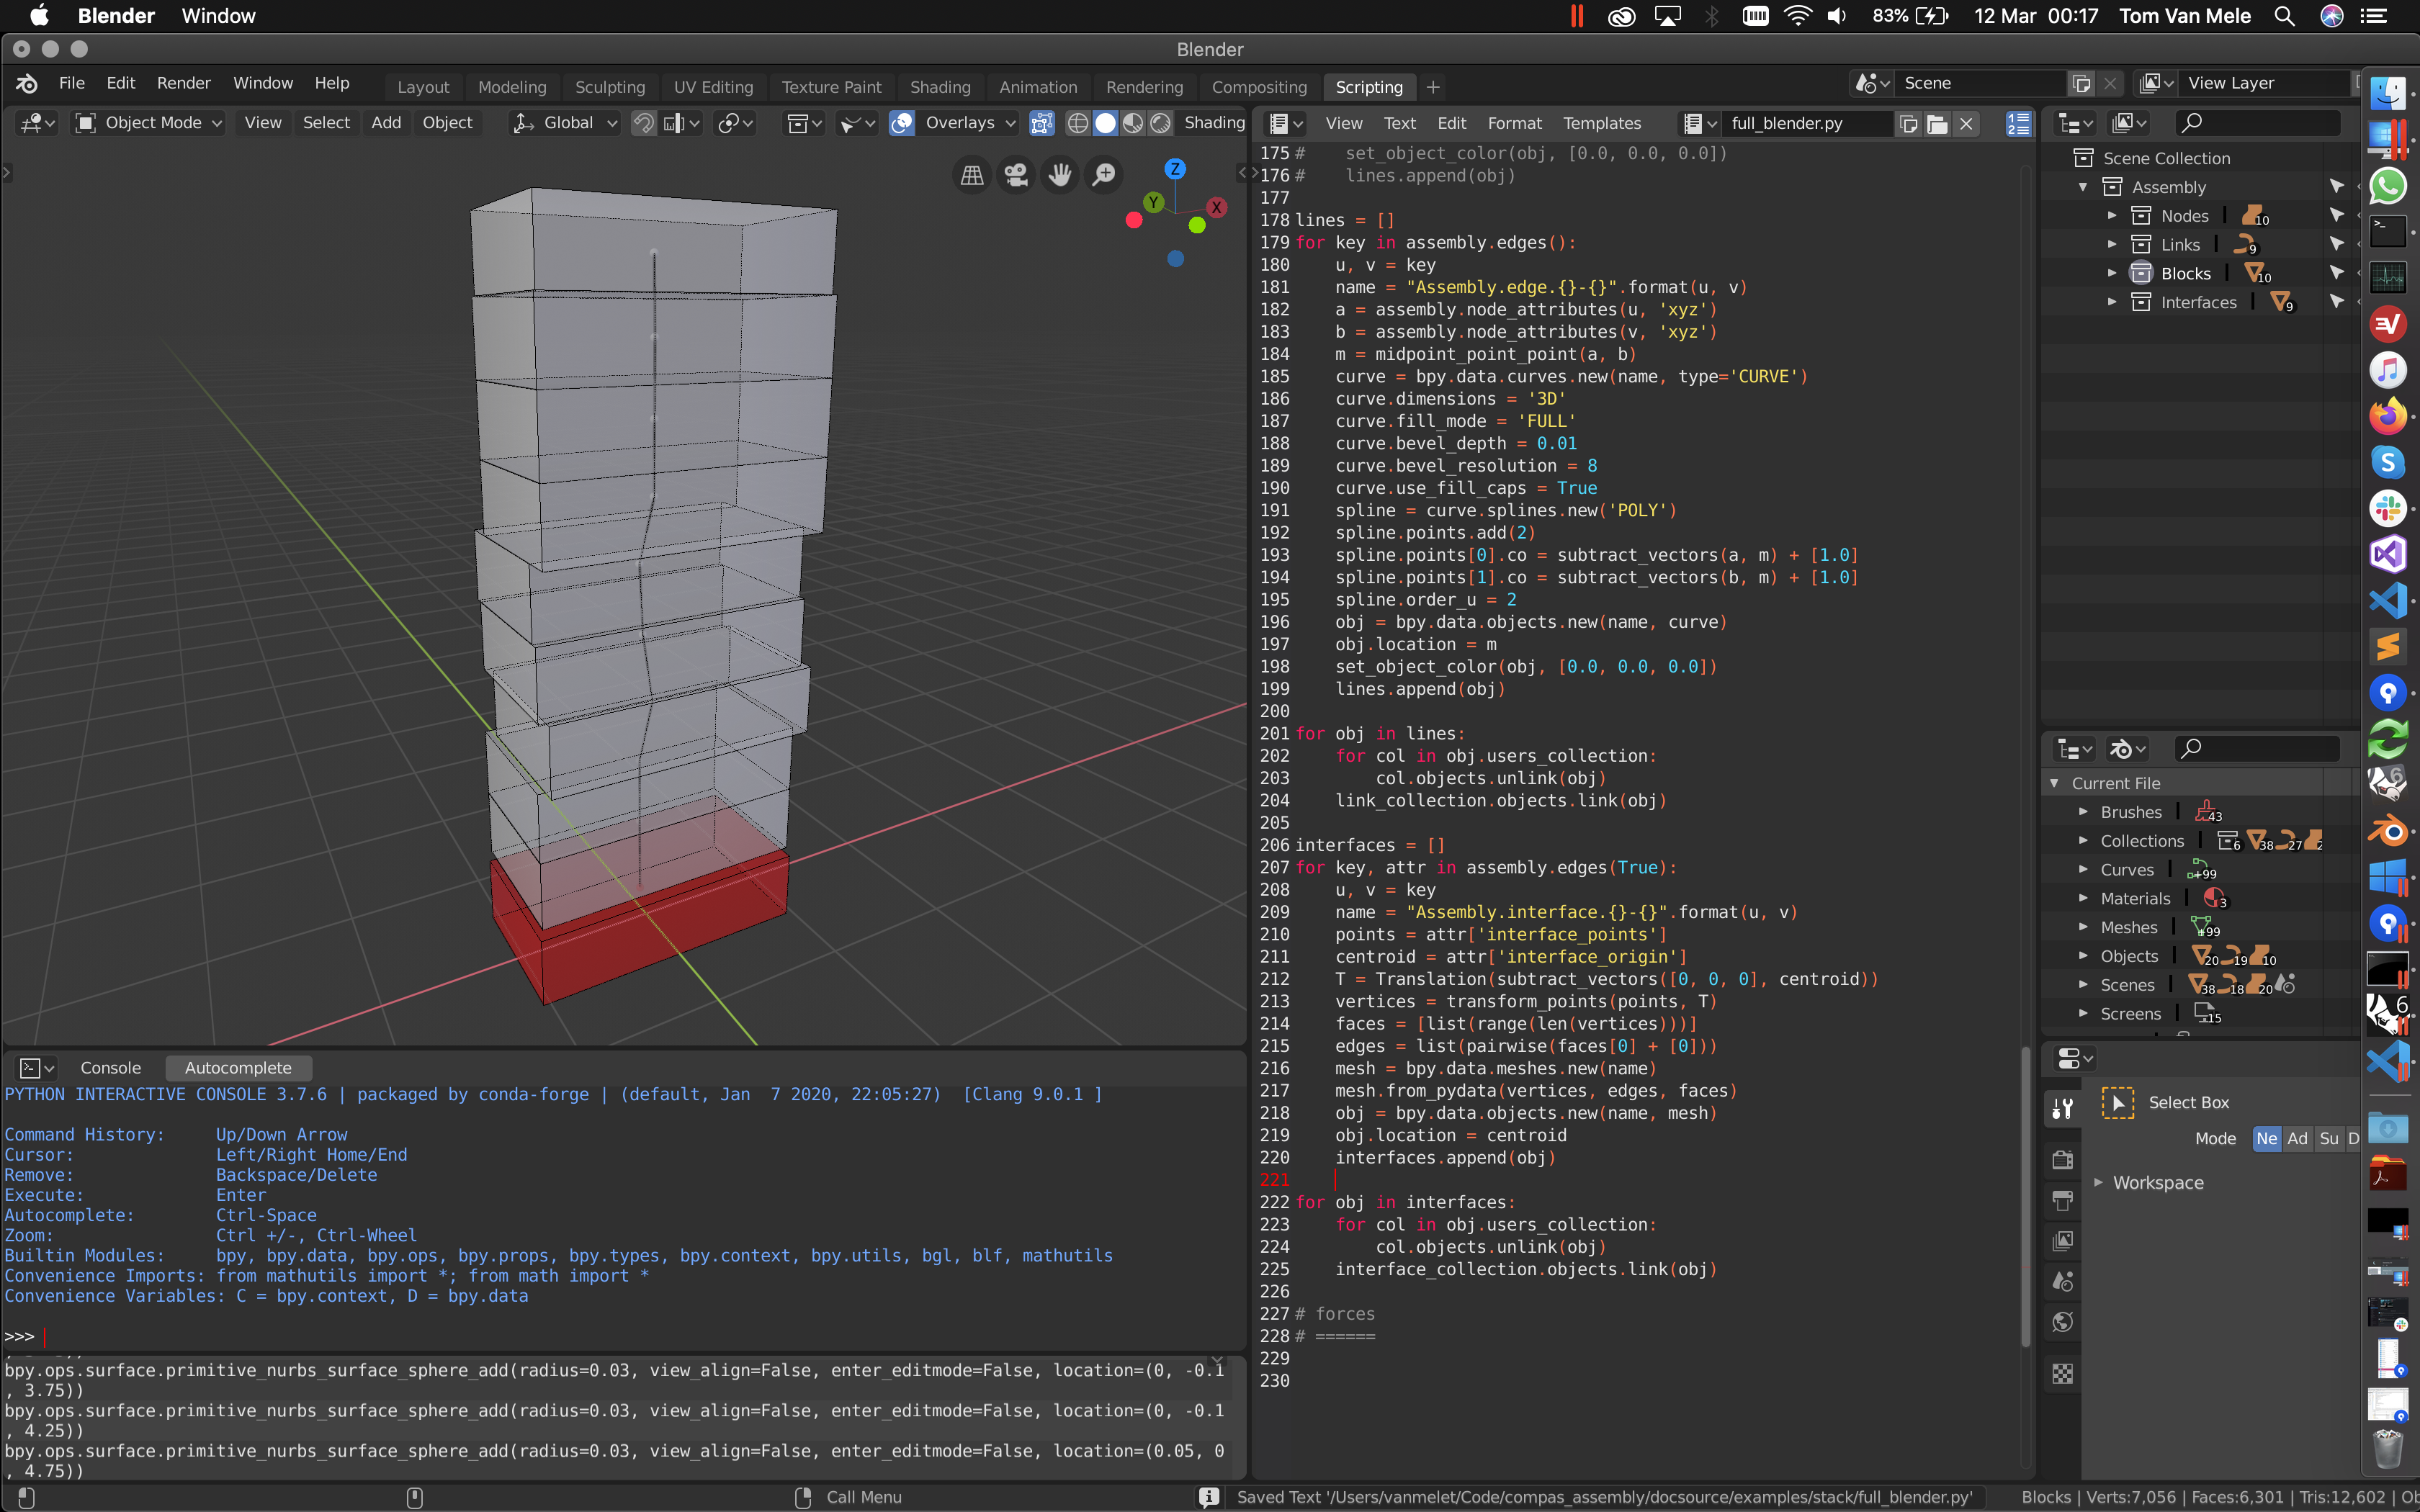 Blender Window 83% 12 Mar 00:17 Tom Van Mele
Blender
File Edit Render Window Help Layout Modeling Sculpting UV Editing Texture Paint Shading Animation Rendering Compositing Scripting + Scene View Layer
Object Mode View Select Add Object Global Overlays Shading
View Text Edit Format Templates full_blender.py
Z
Y
X
175 #    set_object_color(obj, [0.0, 0.0, 0.0])
176 #    lines.append(obj)
177
178 lines = []
179 for key in assembly.edges():
180     u, v = key
181     name = "Assembly.edge.{}-{}".format(u, v)
182     a = assembly.node_attributes(u, 'xyz')
183     b = assembly.node_attributes(v, 'xyz')
184     m = midpoint_point_point(a, b)
185     curve = bpy.data.curves.new(name, type='CURVE')
186     curve.dimensions = '3D'
187     curve.fill_mode = 'FULL'
188     curve.bevel_depth = 0.01
189     curve.bevel_resolution = 8
190     curve.use_fill_caps = True
191     spline = curve.splines.new('POLY')
192     spline.points.add(2)
193     spline.points[0].co = subtract_vectors(a, m) + [1.0]
194     spline.points[1].co = subtract_vectors(b, m) + [1.0]
195     spline.order_u = 2
196     obj = bpy.data.objects.new(name, curve)
197     obj.location = m
198     set_object_color(obj, [0.0, 0.0, 0.0])
199     lines.append(obj)
200
201 for obj in lines:
202     for col in obj.users_collection:
203         col.objects.unlink(obj)
204     link_collection.objects.link(obj)
205
206 interfaces = []
207 for key, attr in assembly.edges(True):
208     u, v = key
209     name = "Assembly.interface.{}-{}".format(u, v)
210     points = attr['interface_points']
211     centroid = attr['interface_origin']
212     T = Translation(subtract_vectors([0, 0, 0], centroid))
213     vertices = transform_points(points, T)
214     faces = [list(range(len(vertices)))]
215     edges = list(pairwise(faces[0] + [0]))
216     mesh = bpy.data.meshes.new(name)
217     mesh.from_pydata(vertices, edges, faces)
218     obj = bpy.data.objects.new(name, mesh)
219     obj.location = centroid
220     interfaces.append(obj)
221
222 for obj in interfaces:
223     for col in obj.users_collection:
224         col.objects.unlink(obj)
225     interface_collection.objects.link(obj)
226
227 # forces
228 # ======
229
230
Scene Collection
Assembly
Nodes 10
Links 9
Blocks 10
Interfaces 9
Current File
Brushes 43
Collections 6 38 27 2
Curves +99
Materials 3
Meshes +99
Objects 20 19 10
Scenes 38 18 20
Screens 15
Select Box
Mode Ne Ad Su D
Workspace
Console Autocomplete
PYTHON INTERACTIVE CONSOLE 3.7.6 | packaged by conda-forge | (default, Jan  7 2020, 22:05:27)  [Clang 9.0.1 ]
Command History:     Up/Down Arrow
Cursor:              Left/Right Home/End
Remove:              Backspace/Delete
Execute:             Enter
Autocomplete:        Ctrl-Space
Zoom:                Ctrl +/-, Ctrl-Wheel
Builtin Modules:     bpy, bpy.data, bpy.ops, bpy.props, bpy.types, bpy.context, bpy.utils, bgl, blf, mathutils
Convenience Imports: from mathutils import *; from math import *
Convenience Variables: C = bpy.context, D = bpy.data
>>>
bpy.ops.surface.primitive_nurbs_surface_sphere_add(radius=0.03, view_align=False, enter_editmode=False, location=(0, -0.1
, 3.75))
bpy.ops.surface.primitive_nurbs_surface_sphere_add(radius=0.03, view_align=False, enter_editmode=False, location=(0, -0.1
, 4.25))
bpy.ops.surface.primitive_nurbs_surface_sphere_add(radius=0.03, view_align=False, enter_editmode=False, location=(0.05, 0
, 4.75))
Call Menu Saved Text '/Users/vanmelet/Code/compas_assembly/docsource/examples/stack/full_blender.py' Blocks | Verts:7,056 | Faces:6,301 | Tris:12,602 | Ob